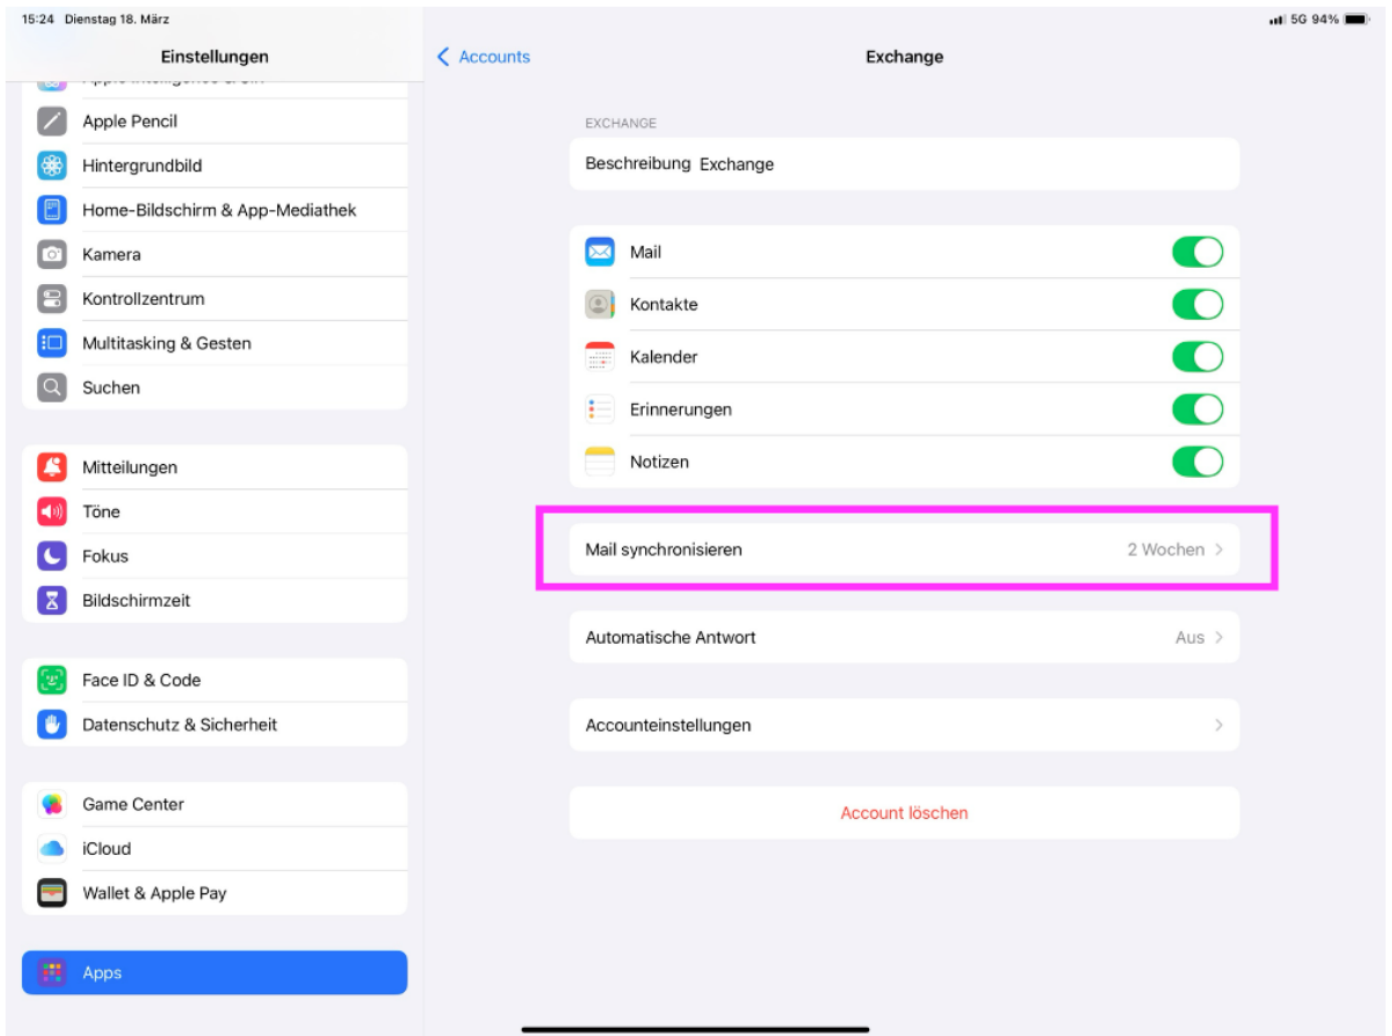 15:24 Dienstag 18. März
5G 94%
Einstellungen
Apple Pencil
Hintergrundbild
Home-Bildschirm & App-Mediathek
Kamera
Kontrollzentrum
Multitasking & Gesten
Suchen
Mitteilungen
Töne
Fokus
Bildschirmzeit
Face ID & Code
Datenschutz & Sicherheit
Game Center
iCloud
Wallet & Apple Pay
Apps
Accounts
Exchange
EXCHANGE
Beschreibung Exchange
Mail
Kontakte
Kalender
Erinnerungen
Notizen
Mail synchronisieren 2 Wochen
Automatische Antwort Aus
Accounteinstellungen
Account löschen